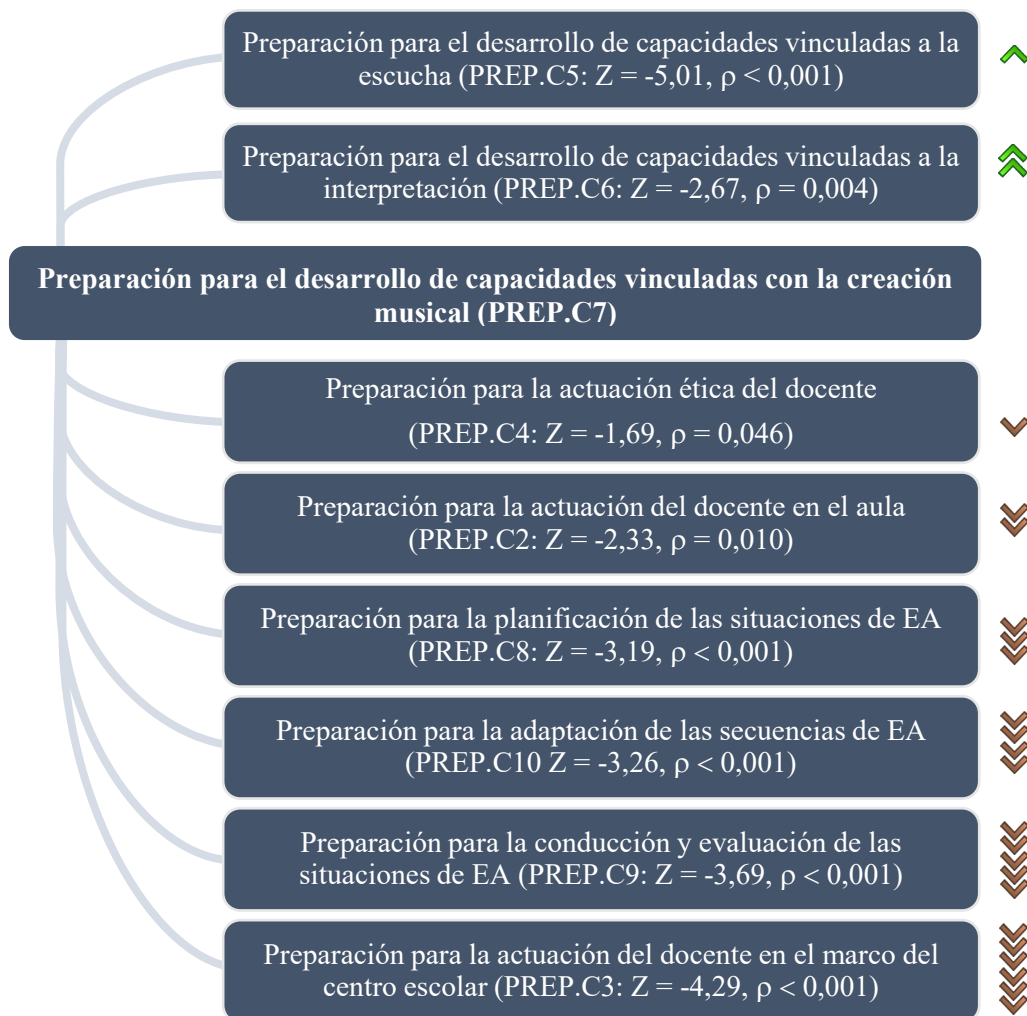 Preparación para el desarrollo de capacidades vinculadas a la
escucha (PREP.C5: Z = -5,01, ρ < 0,001)
Preparación para el desarrollo de capacidades vinculadas a la
interpretación (PREP.C6: Z = -2,67, ρ = 0,004)
Preparación para el desarrollo de capacidades vinculadas con la creación
musical (PREP.C7)
Preparación para la actuación ética del docente
(PREP.C4: Z = -1,69, ρ = 0,046)
Preparación para la actuación del docente en el aula
(PREP.C2: Z = -2,33, ρ = 0,010)
Preparación para la planificación de las situaciones de EA
(PREP.C8: Z = -3,19, ρ < 0,001)
Preparación para la adaptación de las secuencias de EA
(PREP.C10 Z = -3,26, ρ < 0,001)
Preparación para la conducción y evaluación de las
situaciones de EA (PREP.C9: Z = -3,69, ρ < 0,001)
Preparación para la actuación del docente en el marco del
centro escolar (PREP.C3: Z = -4,29, ρ < 0,001)